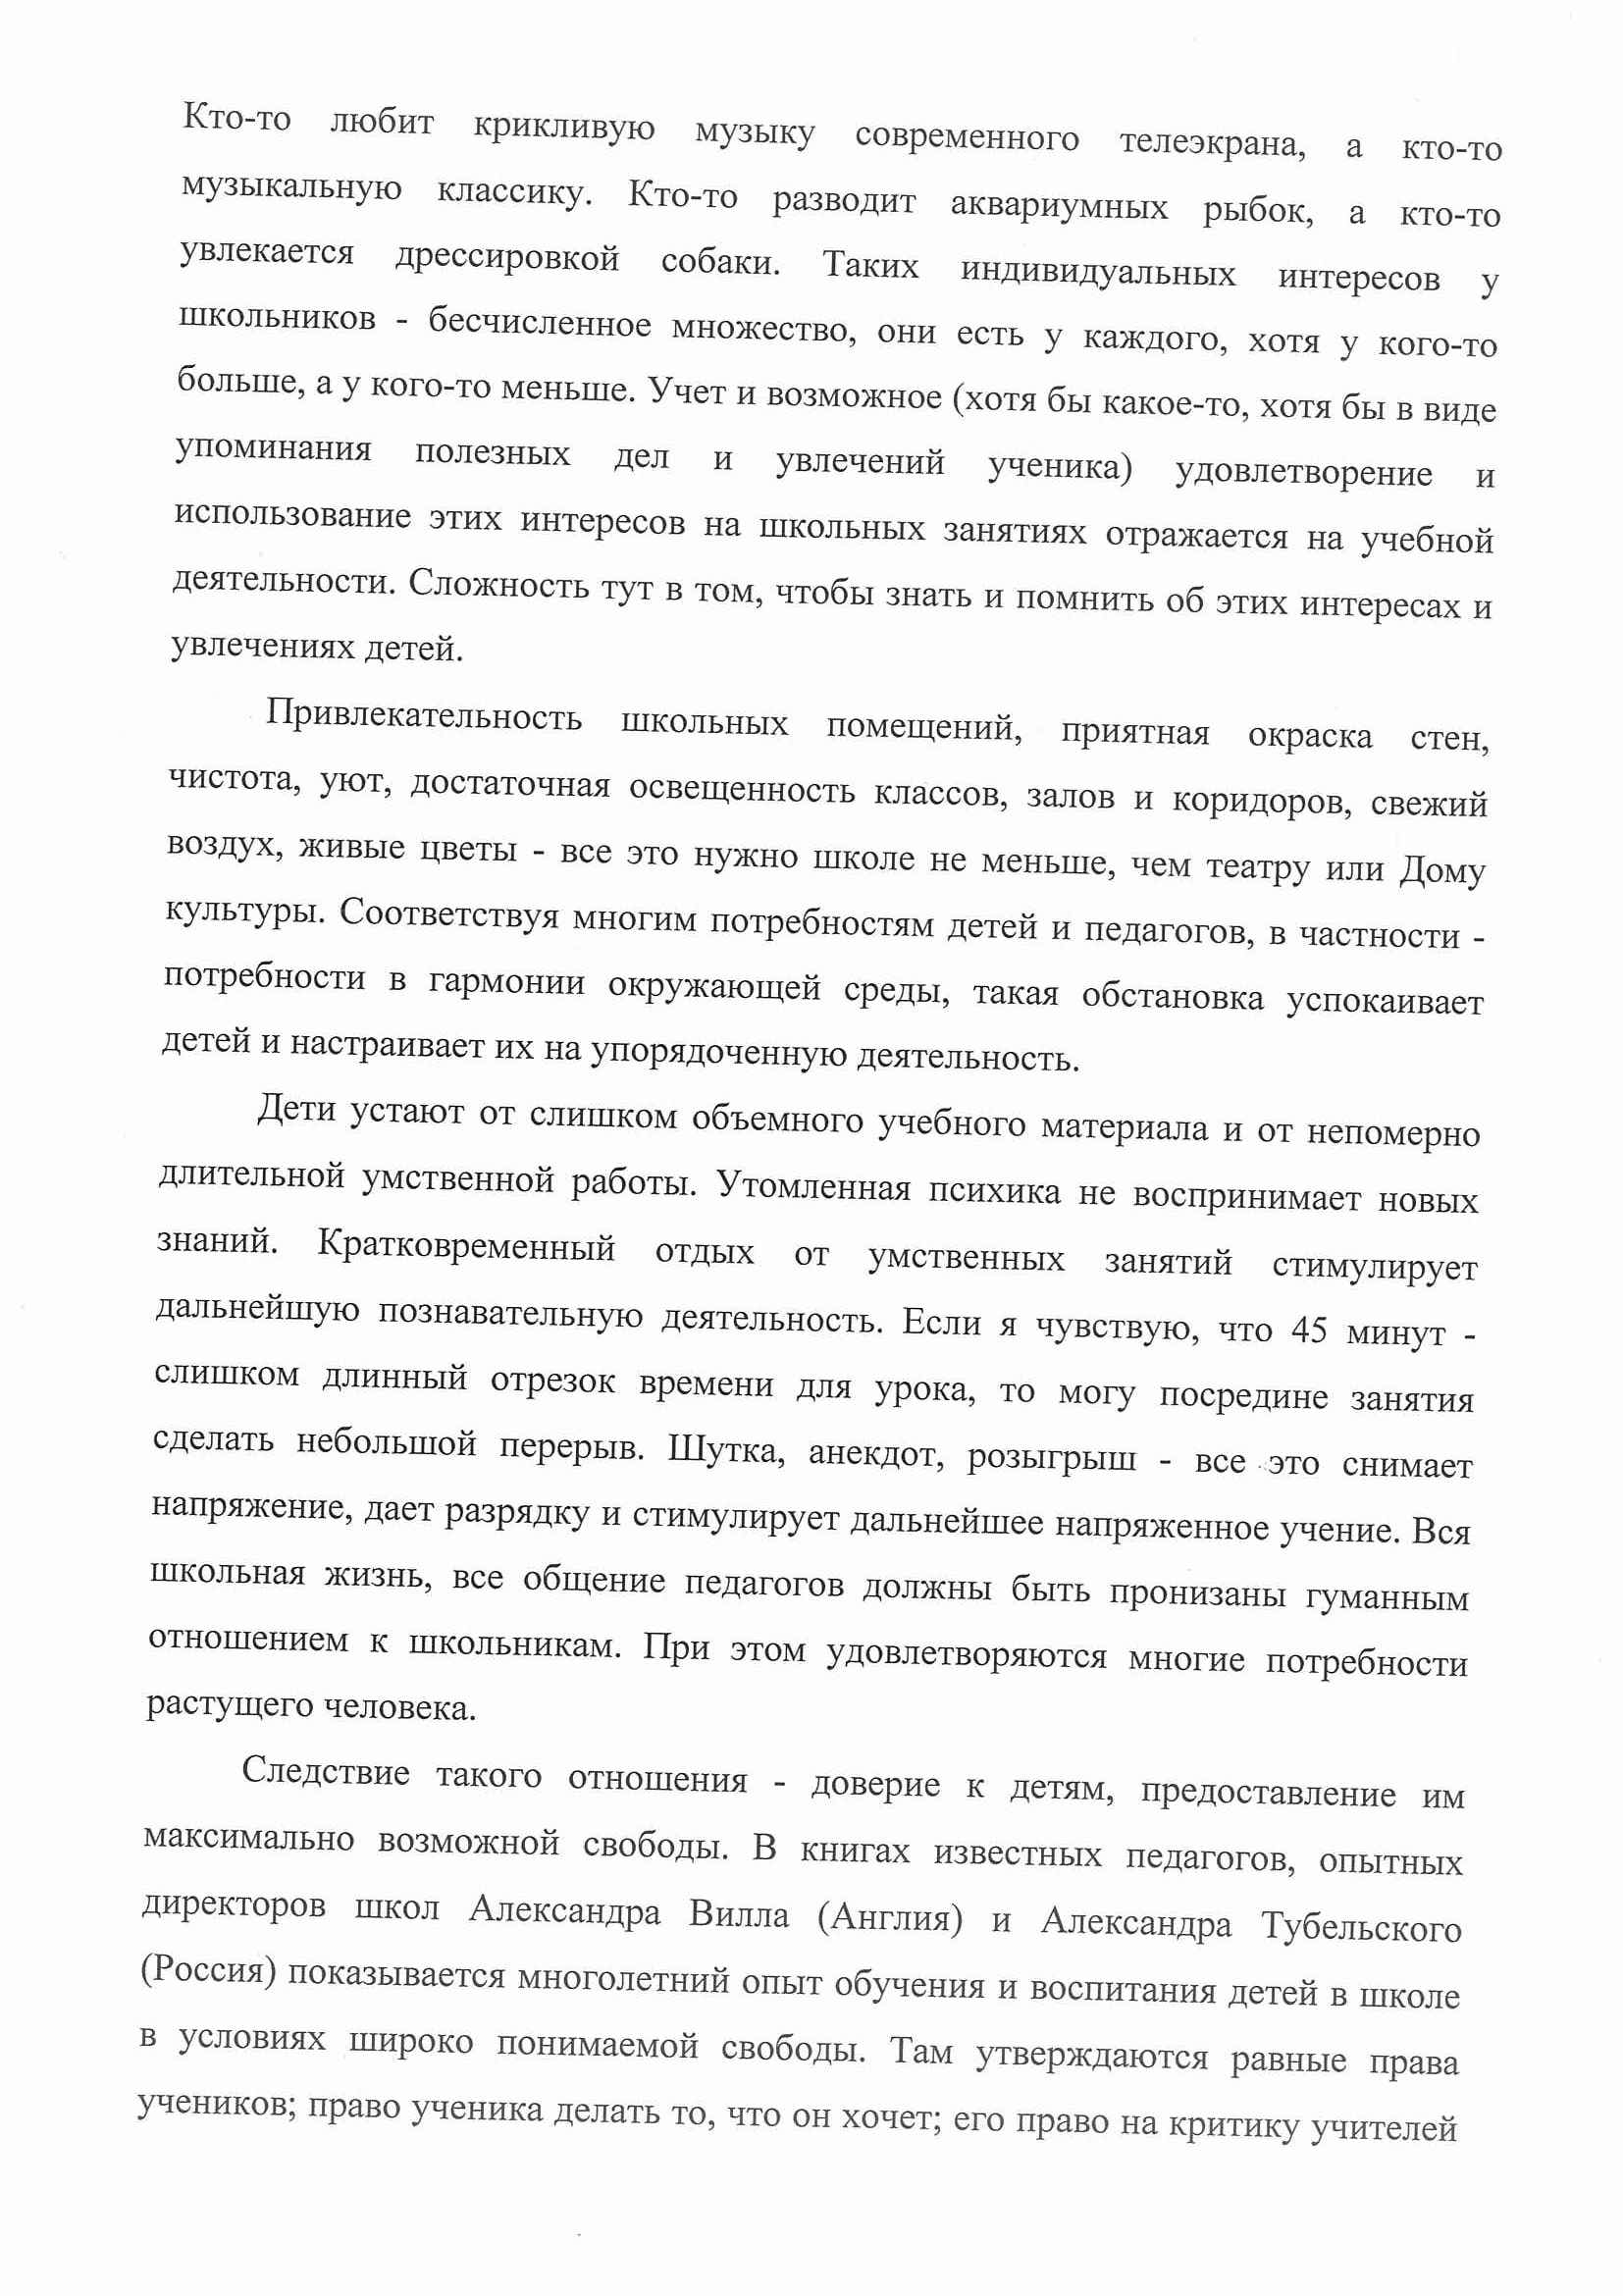 Кто-то любит крикливую музыку современного телеэкрана, а кто-то
музыкальную классику. Кто-то разводит аквариумных рыбок, а кто-то
увлекается дрессировкой собаки. Таких индивидуальных интересов у
школьников - бесчисленное множество, они есть у каждого, хотя у кого-то
больше, а у кого-то меньше. Учет и возможное (хотя бы какое-то, хотя бы в виде
упоминания полезных дел и увлечений ученика) удовлетворение и
использование этих интересов на школьных занятиях отражается на учебной
деятельности. Сложность тут в том, чтобы знать и помнить об этих интересах и
увлечениях детей.
Привлекательность школьных помещений, приятная окраска стен,
чистота, уют, достаточная освещенность классов, залов и коридоров, свежий
воздух, живые цветы - все это нужно школе не меньше, чем театру или Дому
культуры. Соответствуя многим потребностям детей и педагогов, в частности -
потребности в гармонии окружающей среды, такая обстановка успокаивает
детей и настраивает их на упорядоченную деятельность.
Дети устают от слишком объемного учебного материала и от непомерно
длительной умственной работы. Утомленная психика не воспринимает новых
знаний. Кратковременный отдых от умственных занятий стимулирует
дальнейшую познавательную деятельность. Если я чувствую, что 45 минут -
слишком длинный отрезок времени для урока, то могу посредине занятия
сделать небольшой перерыв. Шутка, анекдот, розыгрыш - все это снимает
напряжение, дает разрядку и стимулирует дальнейшее напряженное учение. Вся
школьная жизнь, все общение педагогов должны быть пронизаны гуманным
отношением к школьникам. При этом удовлетворяются многие потребности
растущего человека.
Следствие такого отношения - доверие к детям, предоставление им
максимально возможной свободы. В книгах известных педагогов, опытных
директоров школ Александра Вилла (Англия) и Александра Тубельского
(Россия) показывается многолетний опыт обучения и воспитания детей в школе
в условиях широко понимаемой свободы. Там утверждаются равные права
учеников; право ученика делать то, что он хочет; его право на критику учителей